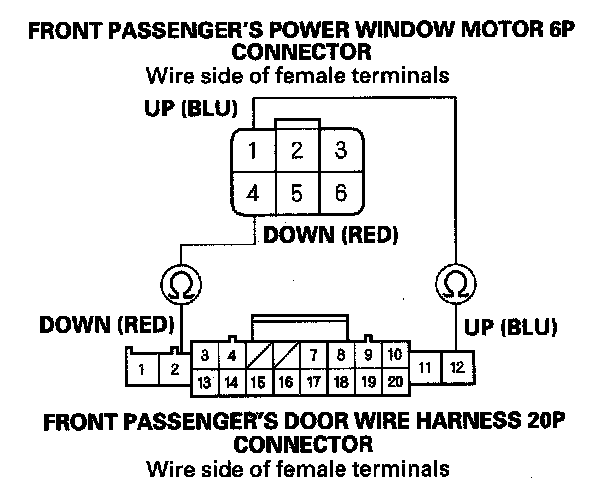 FRONT PASSENGER'S POWER WINDOW MOTOR 6P
CONNECTOR
Wire side of female terminals
UP (BLU)
1 2 3
4 5 6
DOWN (RED)
Ω Ω
DOWN (RED)
UP (BLU)
1 2 3 4 7 8 9 10 11 12
13 14 15 16 17 18 19 20
FRONT PASSENGER'S DOOR WIRE HARNESS 20P
CONNECTOR
Wire side of female terminals